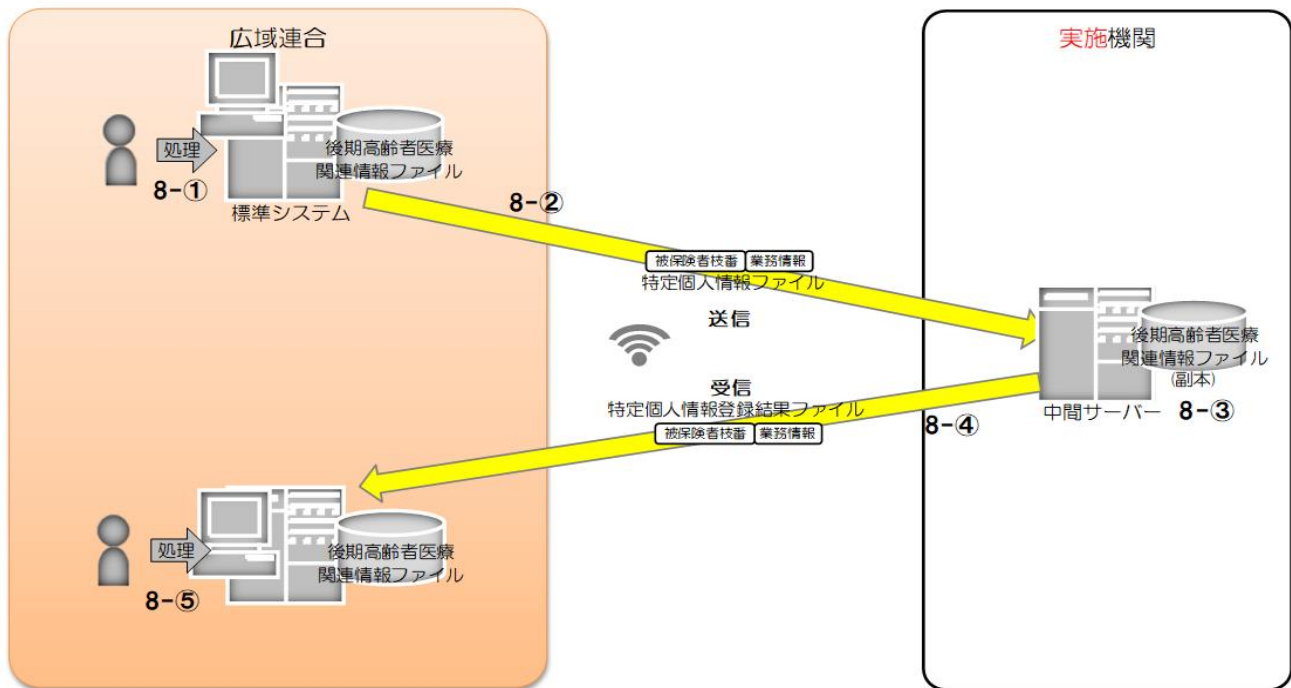 広域連合
実施機関
処理
8-①
後期高齢者医療
関連情報ファイル
標準システム
8-②
被保険者枝番 業務情報
特定個人情報ファイル
送信
後期高齢者医療
関連情報ファイル
(副本)
中間サーバー
8-③
受信
特定個人情報登録結果ファイル
被保険者枝番 業務情報
8-④
処理
8-⑤
後期高齢者医療
関連情報ファイル